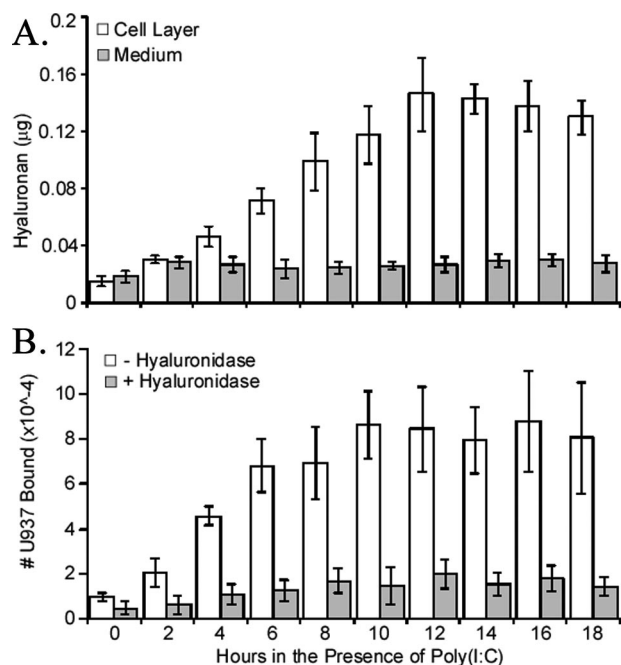 A.
0.2
0.16
0.12
0.08
0.04
0
Hyaluronan (µg)
Cell Layer
Medium
B.
12
10
8
6
4
2
0
# U937 Bound (x10^-4)
- Hyaluronidase
+ Hyaluronidase
0 2 4 6 8 10 12 14 16 18
Hours in the Presence of Poly(I:C)